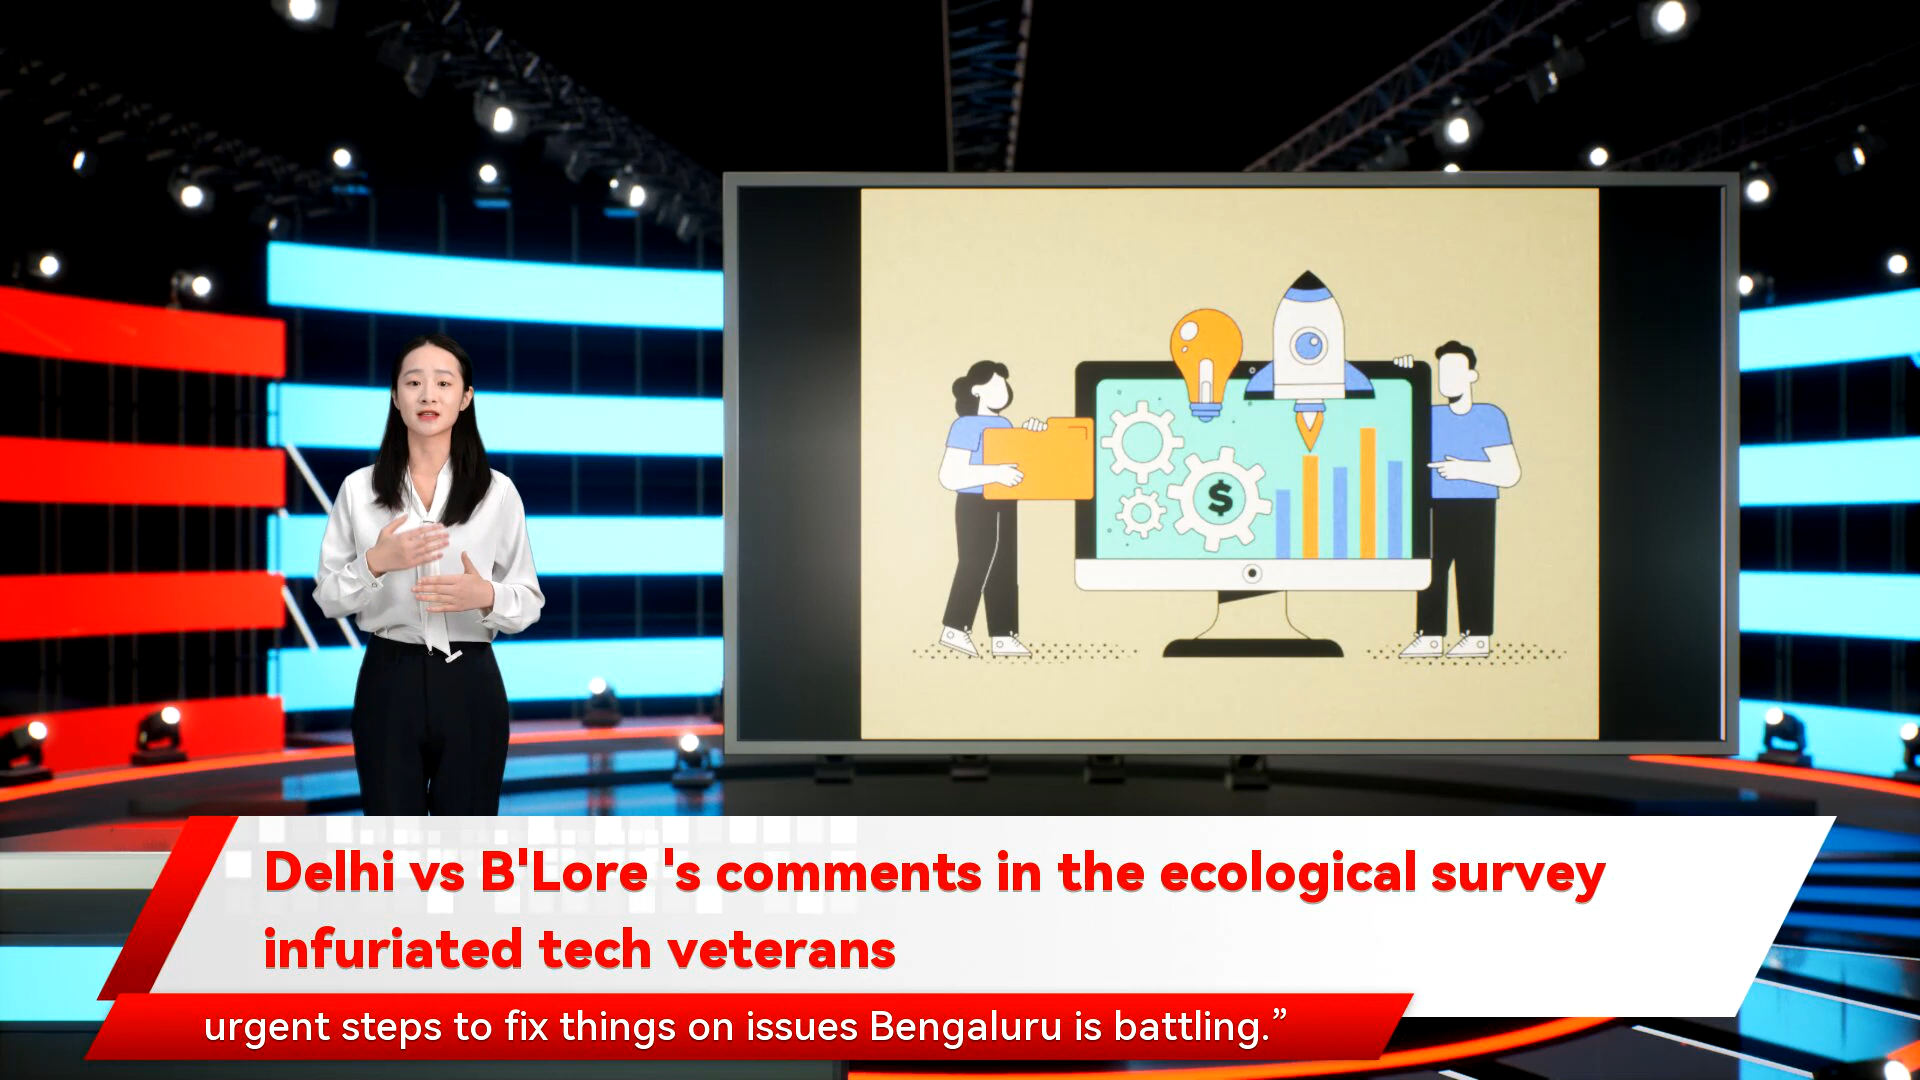 $
Delhi vs B'Lore 's comments in the ecological survey
infuriated tech veterans
urgent steps to fix things on issues Bengaluru is battling.”